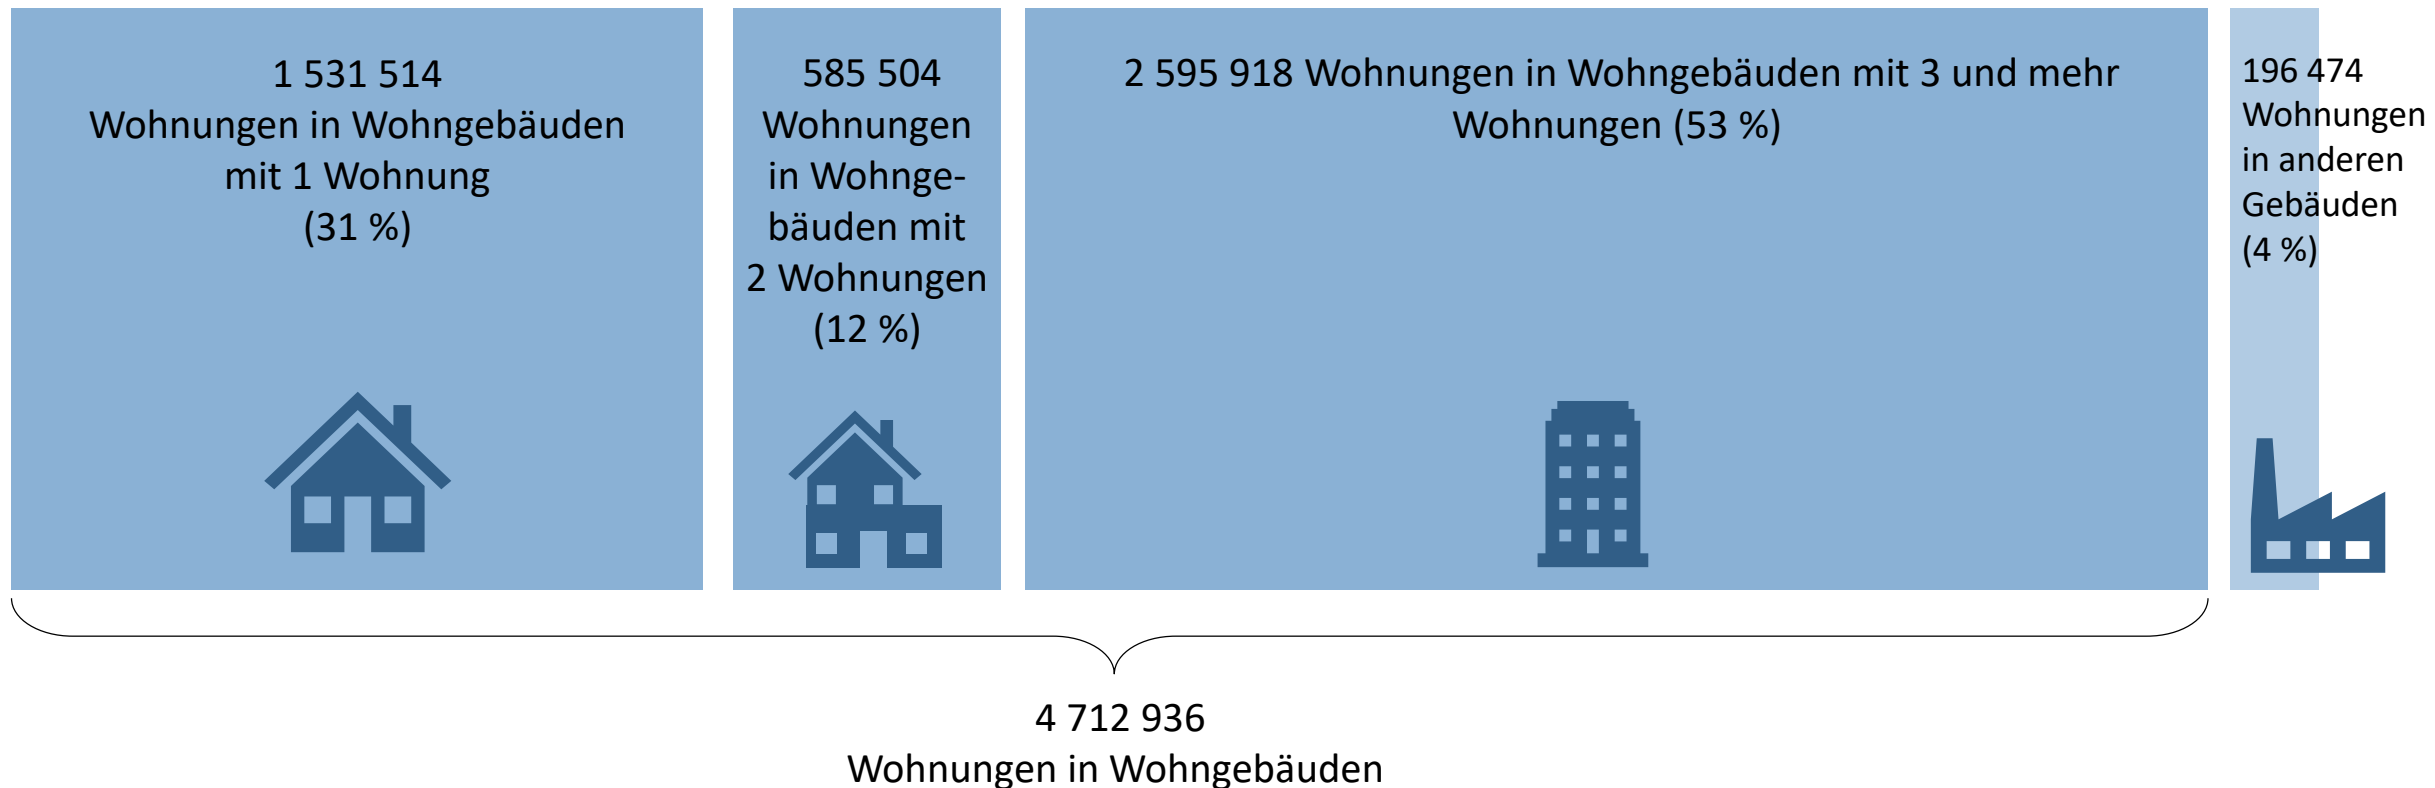 1 531 514
Wohnungen in Wohngebäuden
mit 1 Wohnung
(31 %)
585 504
Wohnungen
in Wohnge-
bäuden mit
2 Wohnungen
(12 %)
2 595 918 Wohnungen in Wohngebäuden mit 3 und mehr
Wohnungen (53 %)
196 474
Wohnungen
in anderen
Gebäuden
(4 %)
4 712 936
Wohnungen in Wohngebäuden